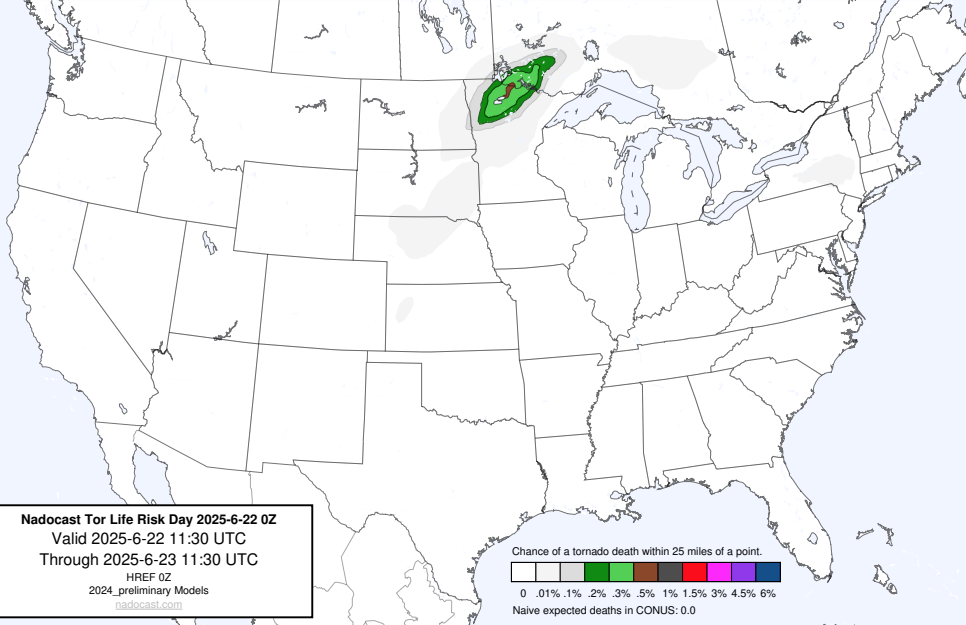 Nadocast Tor Life Risk Day 2025-6-22 0Z
Valid 2025-6-22 11:30 UTC
Through 2025-6-23 11:30 UTC
HREF 0Z
2024_preliminary Models
nadocast.com
Chance of a tornado death within 25 miles of a point.
0 .01% .1% .2% .3% .5% 1% 1.5% 3% 4.5% 6%
Naive expected deaths in CONUS: 0.0